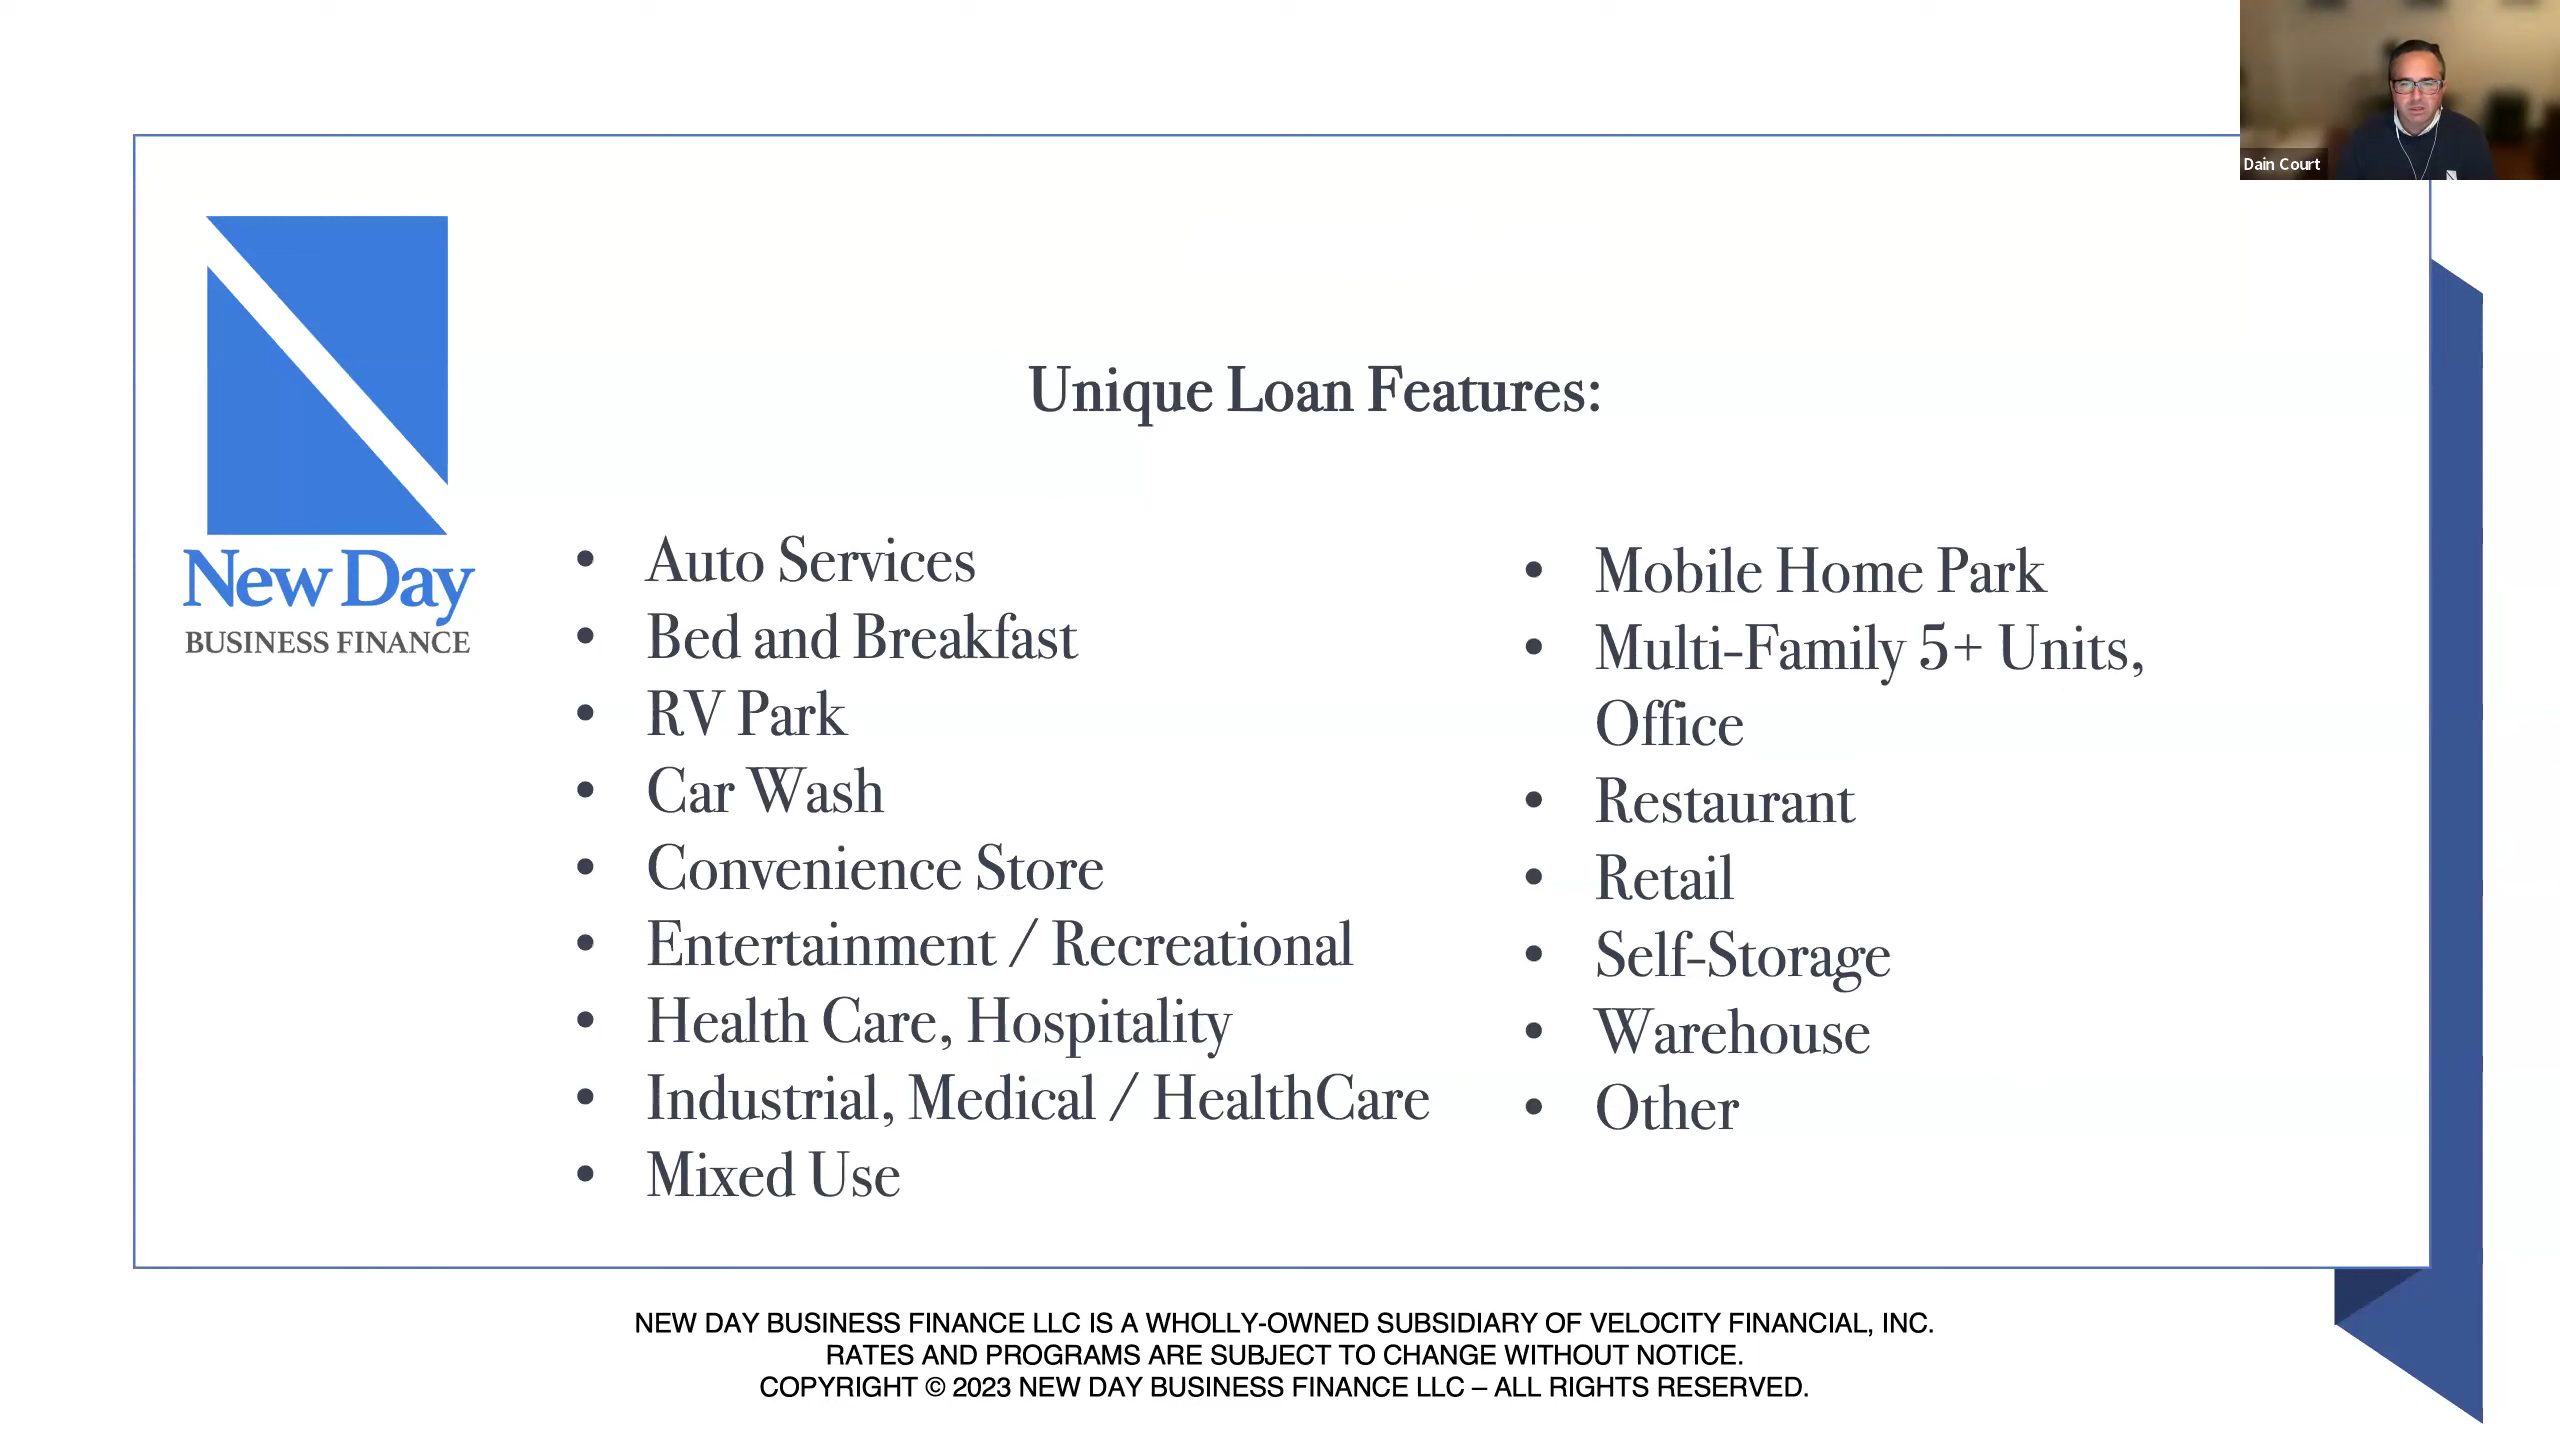 Dain Court
New Day
BUSINESS FINANCE
Unique Loan Features:
• Auto Services
• Bed and Breakfast
• RV Park
• Car Wash
• Convenience Store
• Entertainment / Recreational
• Health Care, Hospitality
• Industrial, Medical / HealthCare
• Mixed Use
• Mobile Home Park
• Multi-Family 5+ Units,
Office
• Restaurant
• Retail
• Self-Storage
• Warehouse
• Other
NEW DAY BUSINESS FINANCE LLC IS A WHOLLY-OWNED SUBSIDIARY OF VELOCITY FINANCIAL, INC.
RATES AND PROGRAMS ARE SUBJECT TO CHANGE WITHOUT NOTICE.
COPYRIGHT © 2023 NEW DAY BUSINESS FINANCE LLC – ALL RIGHTS RESERVED.